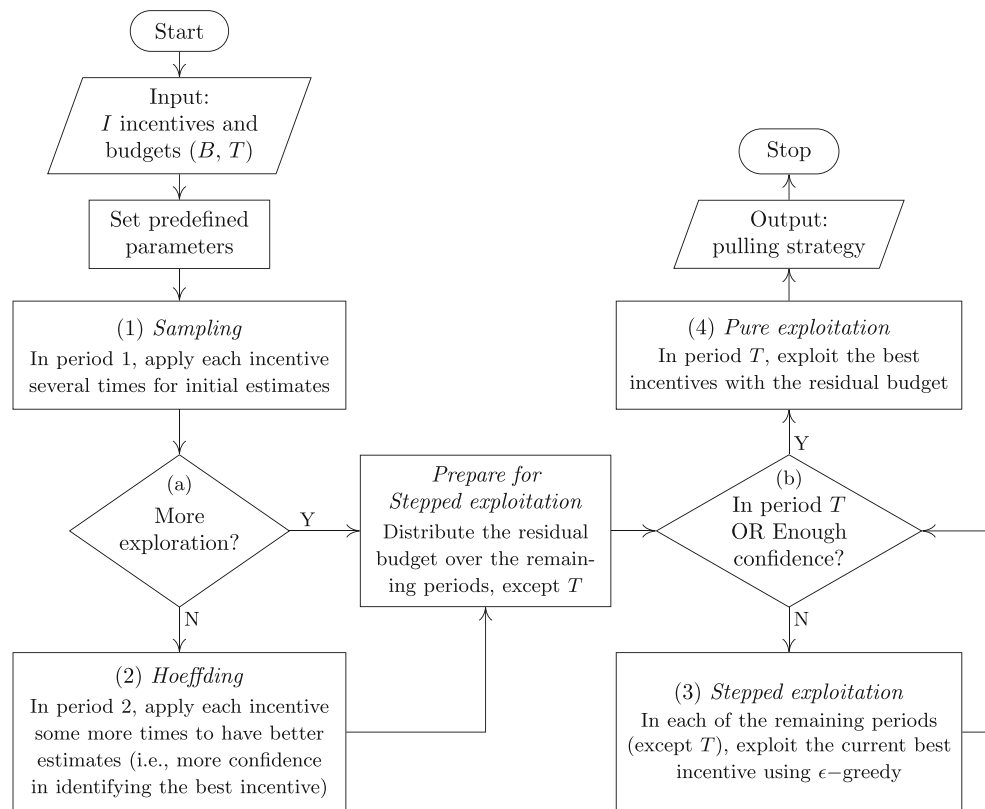 Start
Input:
I incentives and
budgets (B, T)
Set predefined
parameters
(1) Sampling
In period 1, apply each incentive
several times for initial estimates
(a)
More
exploration?
Y
N
(2) Hoeffding
In period 2, apply each incentive
some more times to have better
estimates (i.e., more confidence
in identifying the best incentive)
Prepare for
Stepped exploitation
Distribute the residual
budget over the remain-
ing periods, except T
(b)
In period T
OR Enough
confidence?
Y
N
(3) Stepped exploitation
In each of the remaining periods
(except T), exploit the current best
incentive using ϵ−greedy
(4) Pure exploitation
In period T, exploit the best
incentives with the residual budget
Output:
pulling strategy
Stop